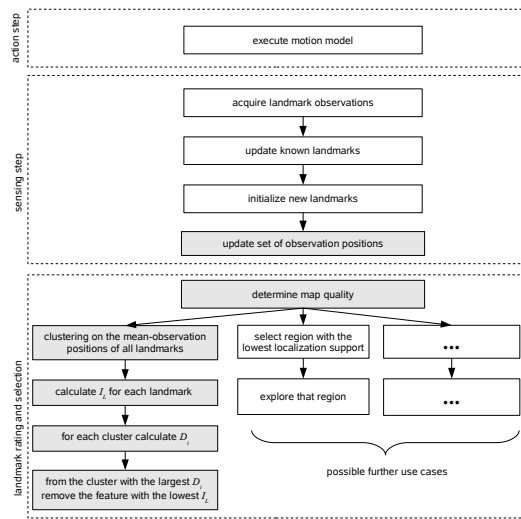 action step
execute motion model
sensing step
acquire landmark observations
update known landmarks
initialize new landmarks
update set of observation positions
landmark rating and selection
determine map quality
clustering on the mean-observation
positions of all landmarks
calculate I_L for each landmark
for each cluster calculate D_i
from the cluster with the largest D_i
remove the feature with the lowest I_L
select region with the
lowest localization support
explore that region
...
...
possible further use cases